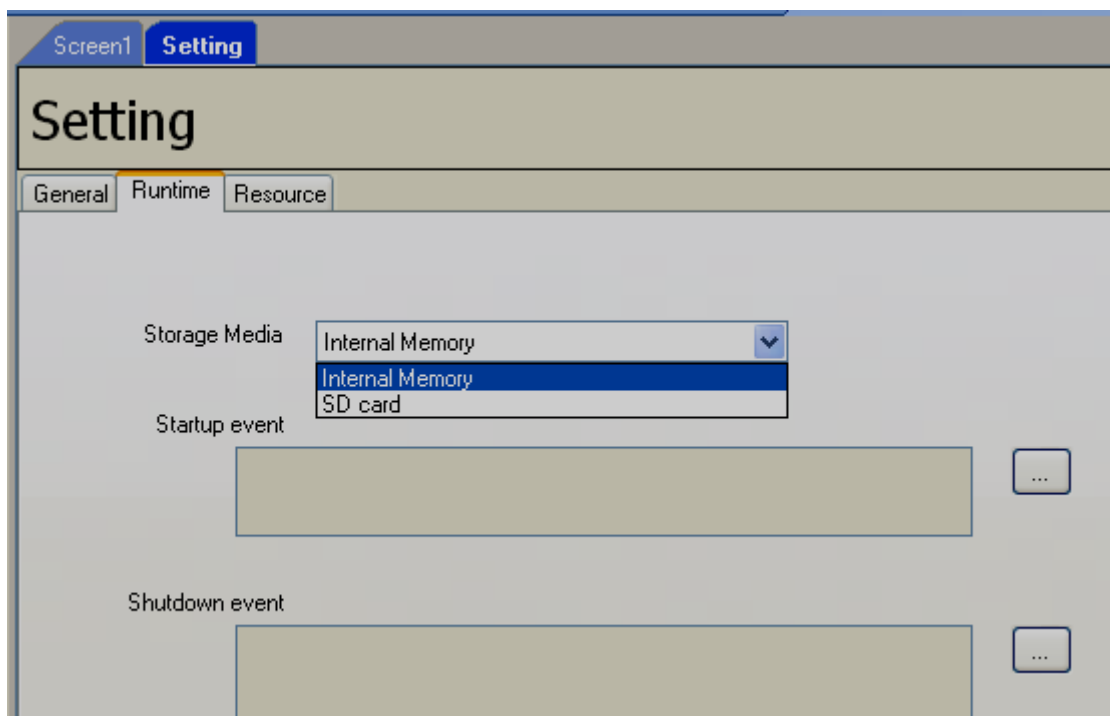 Screen1 Setting
Setting
General Runtime Resource
Storage Media Internal Memory
Internal Memory
SD card
Startup event
...
Shutdown event
...